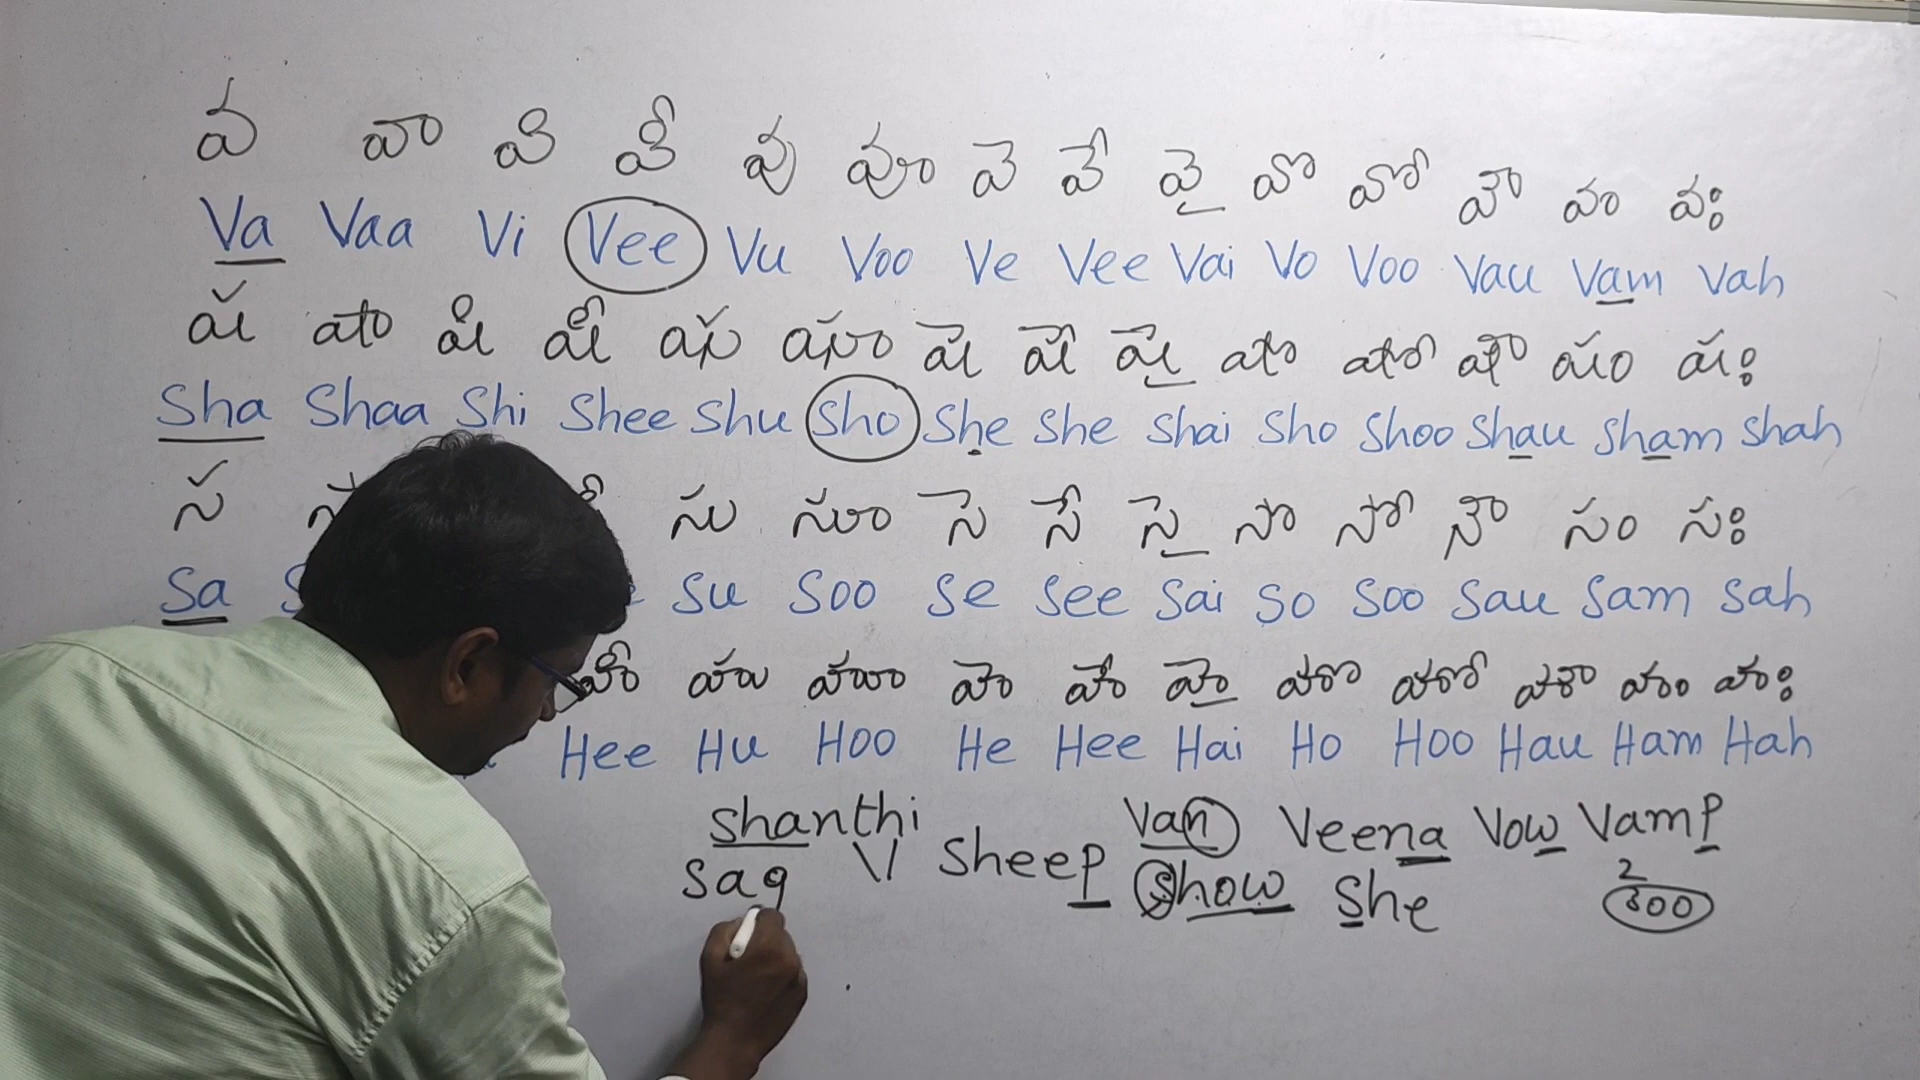 వ వా వి వీ వు వూ వె వే వై వొ వో వౌ వం వః
Va Vaa Vi Vee Vu Voo Ve Vee Vai Vo Voo Vau Vam Vah
ష షా షి షీ షు షూ షె షే షై షొ షో షౌ షం షః
Sha Shaa Shi Shee Shu Sho She She Shai Sho Shoo Shau Sham Shah
స సు సూ సె సే సై సొ సో సౌ సం సః
Sa Su Soo Se See Sai So Soo Sau Sam Sah
హీ హు హూ హె హే హై హొ హో హౌ హం హః
Hee Hu Hoo He Hee Hai Ho Hoo Hau Ham Hah
Shanthi Van Veena Vow Vamp
Sag Sheep Show She 2 500